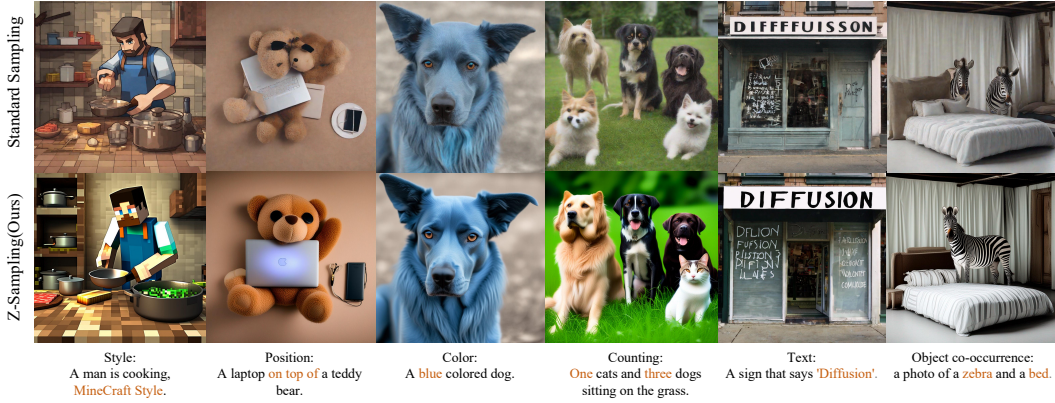 Standard Sampling
DIFFFFUISSON
Z-Sampling(Ours)
DIFFUSION
Style:
A man is cooking,
MineCraft Style.
Position:
A laptop on top of a teddy
bear.
Color:
A blue colored dog.
Counting:
One cats and three dogs
sitting on the grass.
Text:
A sign that says 'Diffusion'.
Object co-occurrence:
a photo of a zebra and a bed.